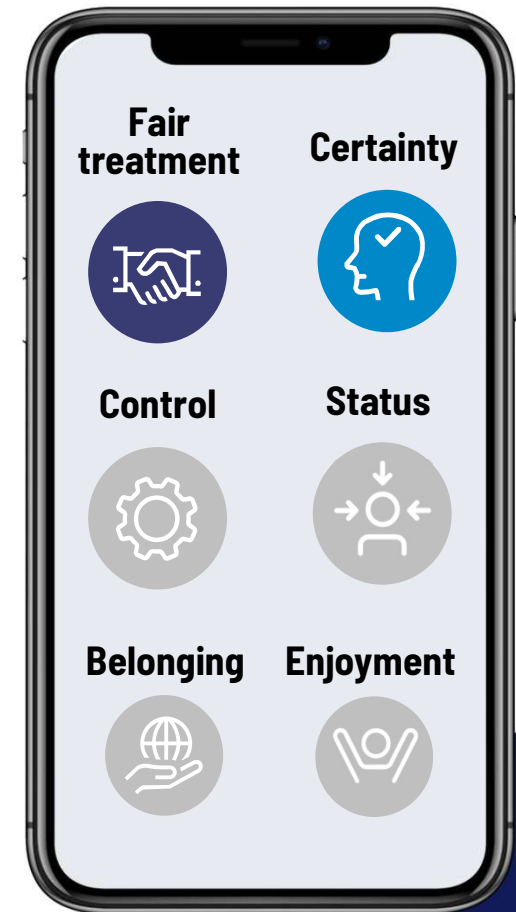 Fair
treatment
Certainty
Control
Status
Belonging
Enjoyment